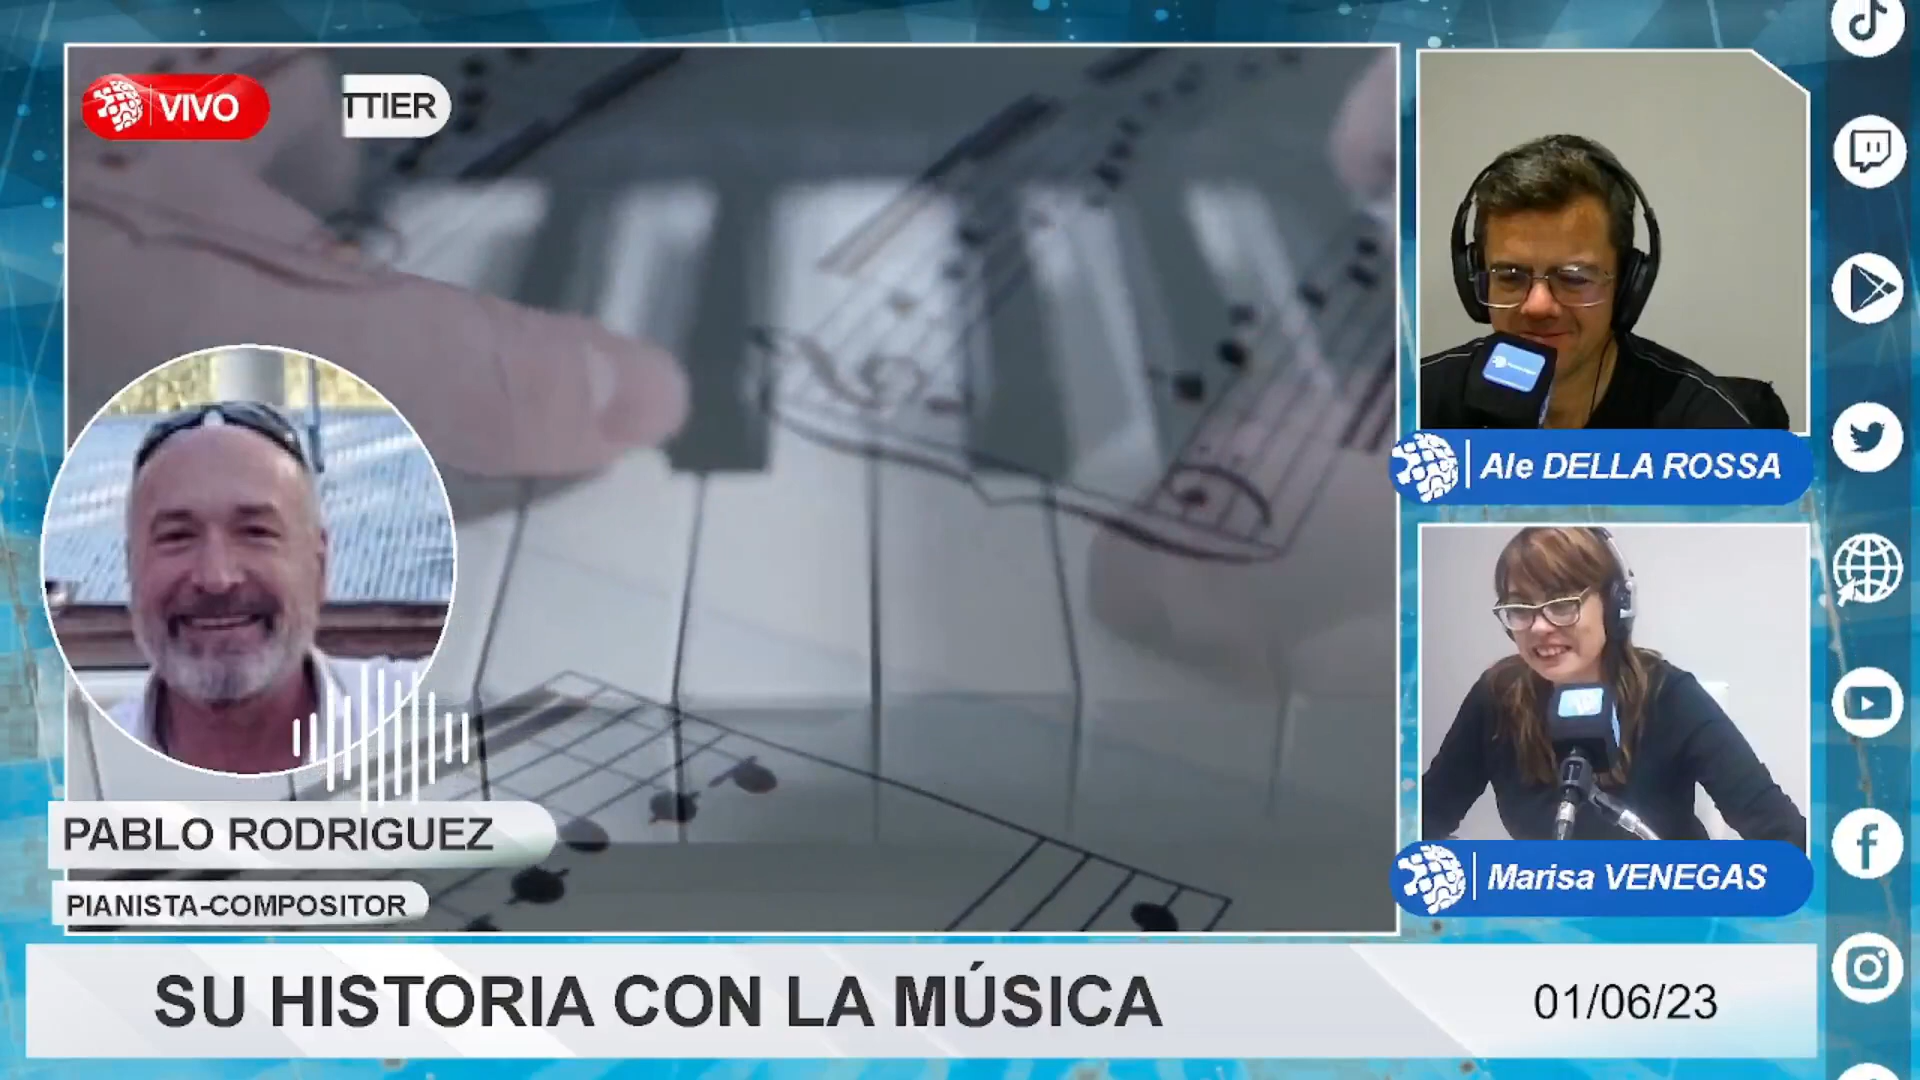 VIVO
TTIER
Ale DELLA ROSSA
PABLO RODRIGUEZ
PIANISTA-COMPOSITOR
Marisa VENEGAS
SU HISTORIA CON LA MÚSICA
01/06/23